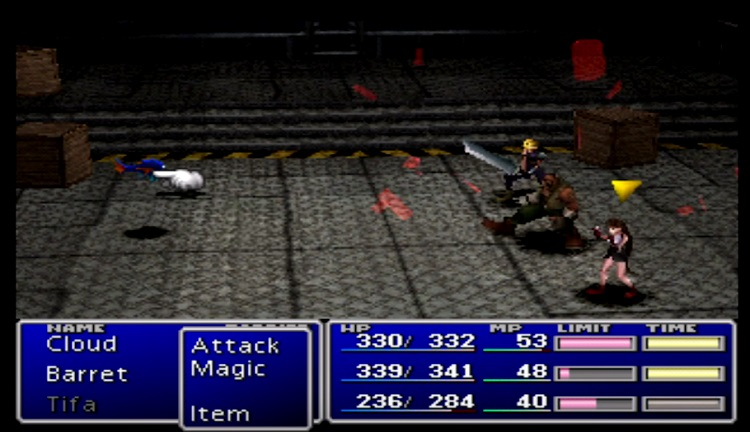 NAME BARRIER HP MP LIMIT TIME
Cloud 330/ 332 53
Barret 339/ 341 48
Tifa 236/ 284 40
Attack
Magic
Item